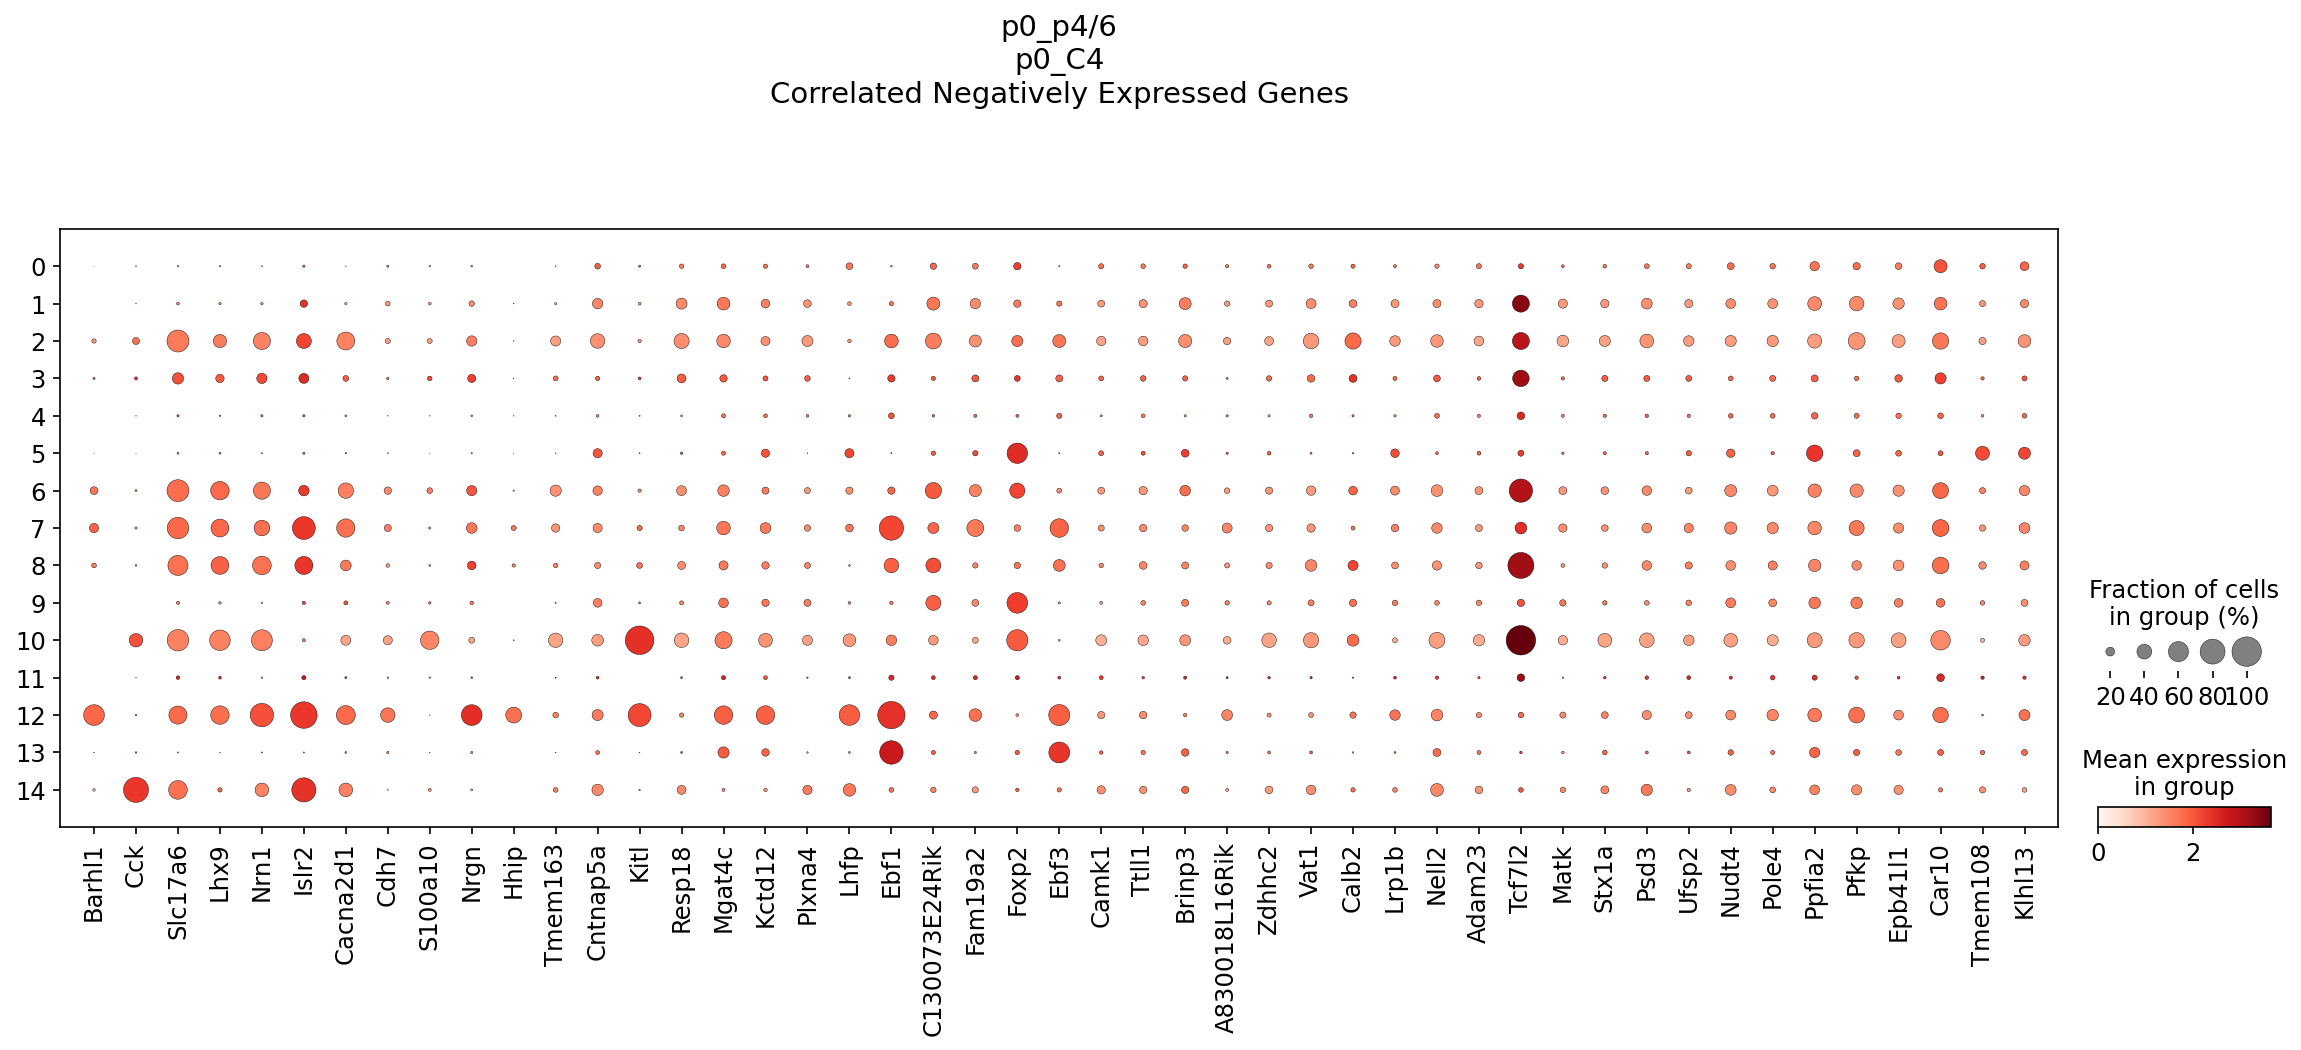 p0_p4/6
p0_C4
Correlated Negatively Expressed Genes
0
1
2
3
4
5
6
7
8
9
10
11
12
13
14
Barhl1
Cck
Slc17a6
Lhx9
Nrn1
Islr2
Cacna2d1
Cdh7
S100a10
Nrgn
Hhip
Tmem163
Cntnap5a
Kitl
Resp18
Mgat4c
Kctd12
Plxna4
Lhfp
Ebf1
C130073E24Rik
Fam19a2
Foxp2
Ebf3
Camk1
Ttll1
Brinp3
A830018L16Rik
Zdhhc2
Vat1
Calb2
Lrp1b
Nell2
Adam23
Tcf7l2
Matk
Stx1a
Psd3
Ufsp2
Nudt4
Pole4
Ppfia2
Pfkp
Epb41l1
Car10
Tmem108
Klhl13
Fraction of cells
in group (%)
20 40 60 80 100
Mean expression
in group
0 2